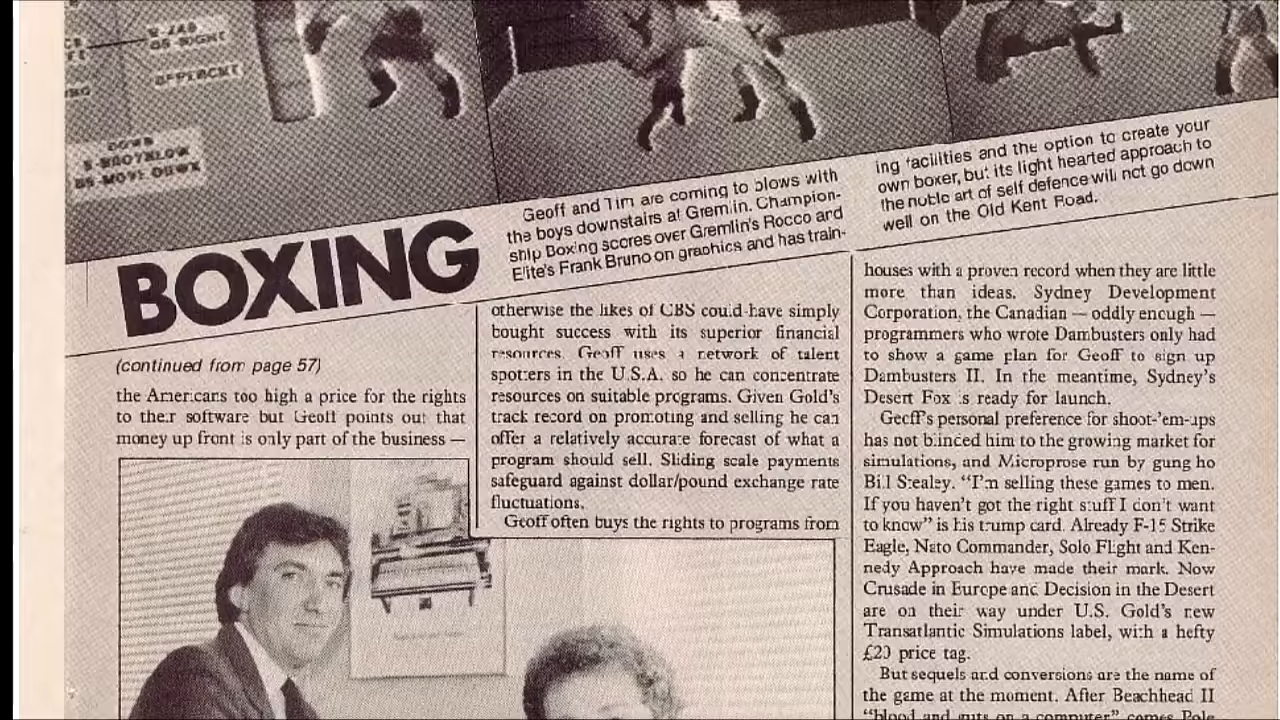 UPPERCUT
DOWN
BOXING
Geoff and Tim are coming to blows with
the boys downstairs at Gremlin. Champion-
ship Boxing scores over Gremlin's Rocco and
Elite's Frank Bruno on graphics and has train-
ing facilities and the option to create your
own boxer, but its light hearted approach to
the noble art of self defence will not go down
well on the Old Kent Road.
(continued from page 57)
the Americans too high a price for the rights
to their software but Geoff points out that
money up front is only part of the business —
otherwise the likes of CBS could have simply
bought success with its superior financial
resources. Geoff uses a network of talent
spotters in the U.S.A. so he can concentrate
resources on suitable programs. Given Gold's
track record on promoting and selling he can
offer a relatively accurate forecast of what a
program should sell. Sliding scale payments
safeguard against dollar/pound exchange rate
fluctuations.
Geoff often buys the rights to programs from
houses with a proven record when they are little
more than ideas. Sydney Development
Corporation, the Canadian — oddly enough —
programmers who wrote Dambusters only had
to show a game plan for Geoff to sign up
Dambusters II. In the meantime, Sydney's
Desert Fox is ready for launch.
Geoff's personal preference for shoot-'em-ups
has not blinced him to the growing market for
simulations, and Microprose run by gung ho
Bill Stealey. “I'm selling these games to men.
If you haven't got the right stuff I don't want
to know” is his trump card. Already F-15 Strike
Eagle, Nato Commander, Solo Flight and Ken-
nedy Approach have made their mark. Now
Crusade in Europe and Decision in the Desert
are on their way under U.S. Gold's new
Transatlantic Simulations label, with a hefty
£20 price tag.
But sequels and conversions are the name of
the game at the moment. After Beachhead II
“blood and guts on a computer” comes Pole